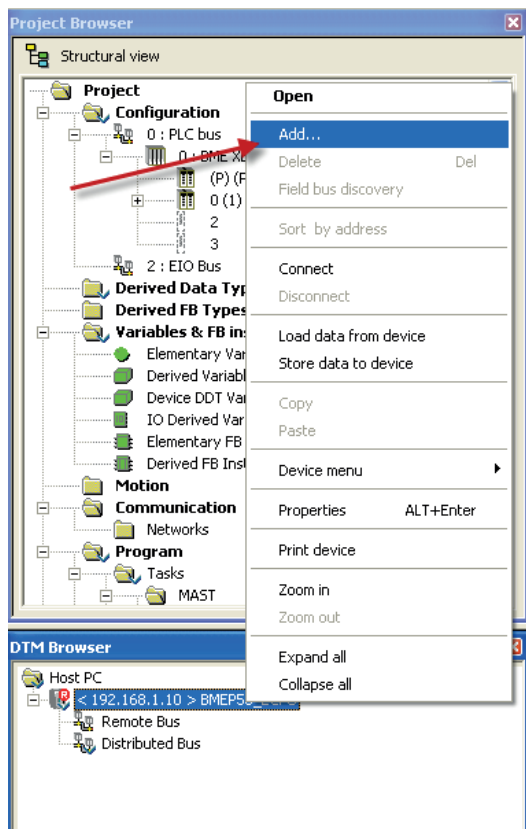 Project Browser
Structural view
Project
Configuration
0 : PLC bus
0 : BME XB
(P) (P
0 (1)
2
3
2 : EIO Bus
Derived Data Typ
Derived FB Types
Variables & FB in
Elementary Var
Derived Variabl
Device DDT Var
IO Derived Var
Elementary FB
Derived FB Inst
Motion
Communication
Networks
Program
Tasks
MAST
Open
Add...
Delete Del
Field bus discovery
Sort by address
Connect
Disconnect
Load data from device
Store data to device
Copy
Paste
Device menu
Properties ALT+Enter
Print device
Zoom in
Zoom out
Expand all
Collapse all
DTM Browser
Host PC
< 192.168.1.10 >
Remote Bus
Distributed Bus